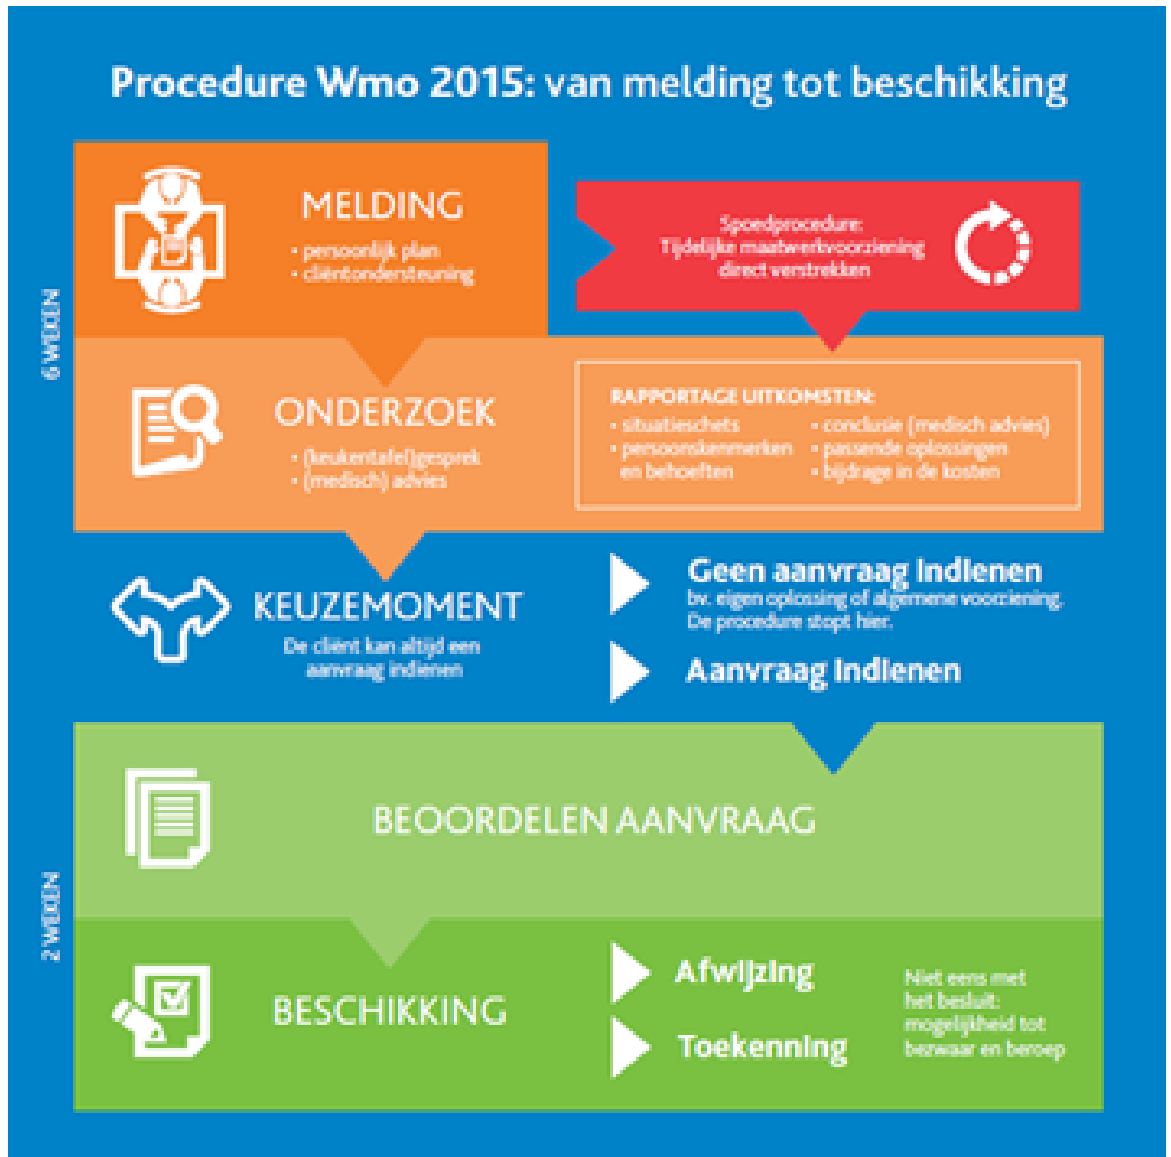 Procedure Wmo 2015: van melding tot beschikking
6 WEKEN
MELDING
• persoonlijk plan
• cliëntondersteuning
Spoedprocedure:
Tijdelijke maatwerkvoorziening
direct verstrekken
ONDERZOEK
• (keukentafel)gesprek
• (medisch) advies
RAPPORTAGE UITKOMSTEN:
• situatieschets
• persoonskenmerken
en behoeften
• conclusie (medisch advies)
• passende oplossingen
• bijdrage in de kosten
KEUZEMOMENT
De cliënt kan altijd een
aanvraag indienen
Geen aanvraag indienen
bv. eigen oplossing of algemene voorziening.
De procedure stopt hier.
Aanvraag indienen
2 WEKEN
BEOORDELEN AANVRAAG
BESCHIKKING
Afwijzing
Toekenning
Niet eens met
het besluit:
mogelijkheid tot
bezwaar en beroep